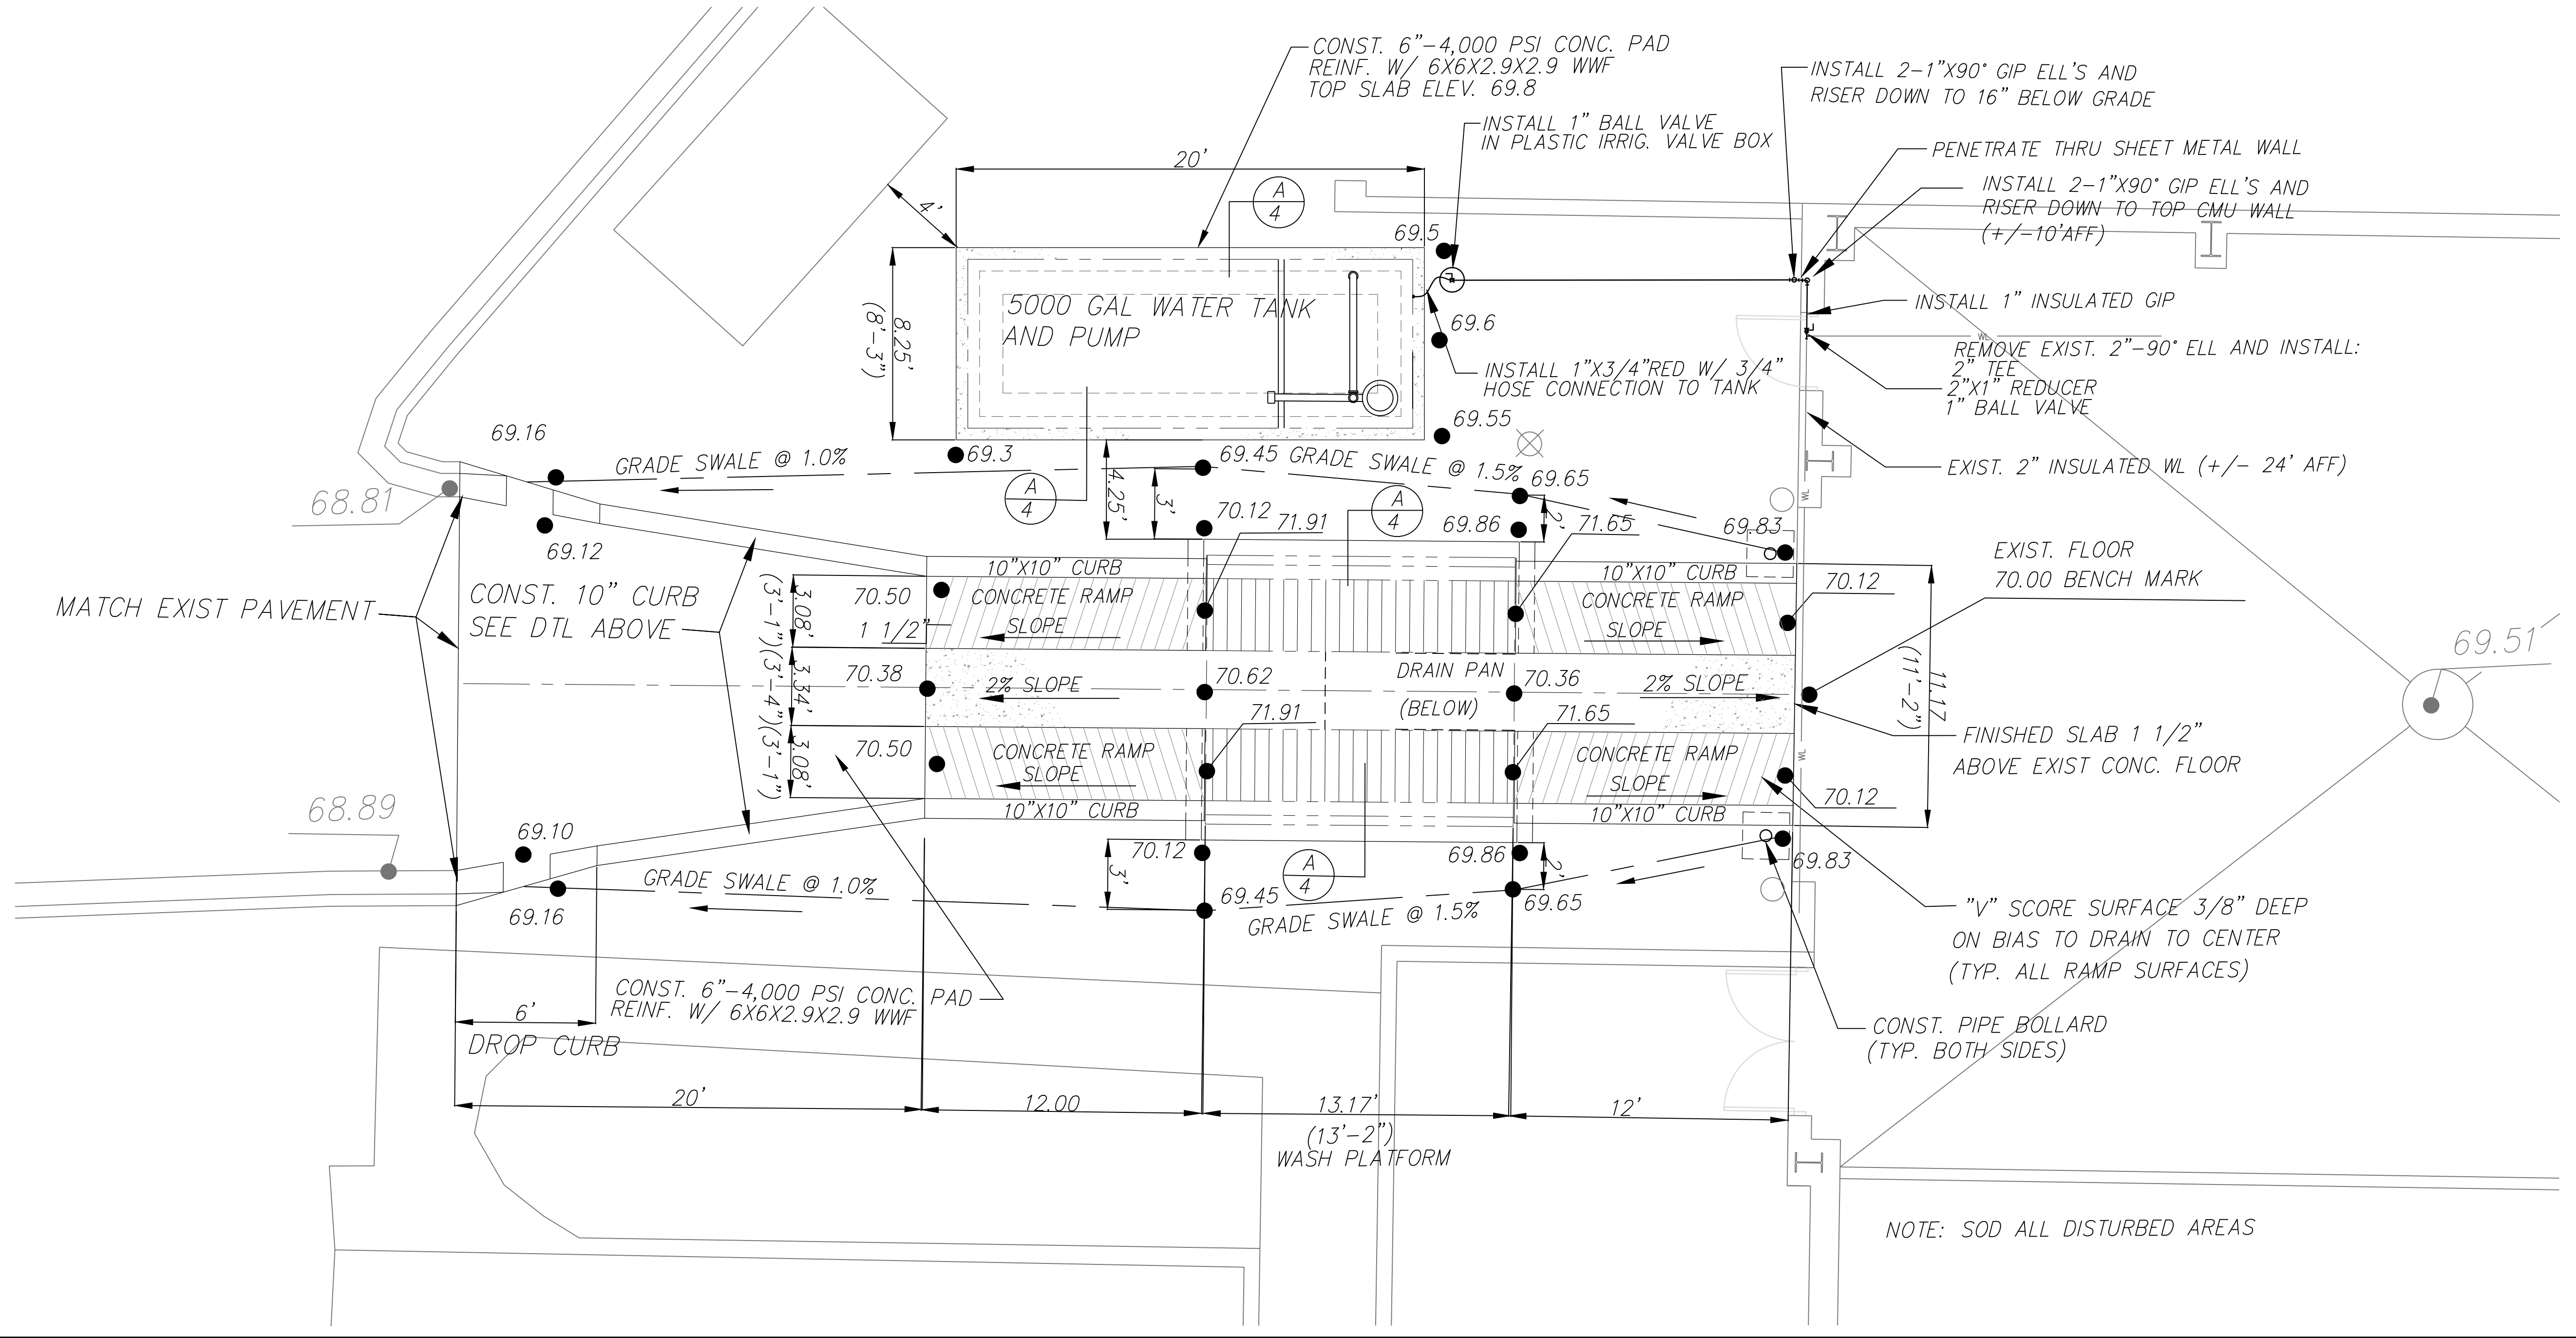 CONST. 6"-4,000 PSI CONC. PAD
REINF. W/ 6X6X2.9X2.9 WWF
TOP SLAB ELEV. 69.8
INSTALL 2-1"X90° GIP ELL'S AND
RISER DOWN TO 16" BELOW GRADE
INSTALL 1" BALL VALVE
IN PLASTIC IRRIG. VALVE BOX
PENETRATE THRU SHEET METAL WALL
INSTALL 2-1"X90° GIP ELL'S AND
RISER DOWN TO TOP CMU WALL
(+/-10'AFF)
20'
4'
A
4
69.5
8.25'
(8'-3")
5000 GAL WATER TANK
AND PUMP
69.6
INSTALL 1" INSULATED GIP
WL
REMOVE EXIST. 2"-90° ELL AND INSTALL:
2" TEE
2"X1" REDUCER
1" BALL VALVE
INSTALL 1"X3/4"RED W/ 3/4"
HOSE CONNECTION TO TANK
69.55
69.16
GRADE SWALE @ 1.0%
69.3
69.45
GRADE SWALE @ 1.5%
69.65
EXIST. 2" INSULATED WL (+/- 24' AFF)
WL
68.81
A
4
4.25'
3'
A
4
2'
70.12
71.91
69.86
71.65
69.83
69.12
EXIST. FLOOR
70.00 BENCH MARK
MATCH EXIST PAVEMENT
CONST. 10" CURB
SEE DTL ABOVE
10"X10" CURB
10"X10" CURB
70.12
3.08'
(3'-1")
70.50
1 1/2"
CONCRETE RAMP
SLOPE
CONCRETE RAMP
SLOPE
69.51
3.34'
(3'-4")
70.38
2% SLOPE
70.62
DRAIN PAN
(BELOW)
70.36
2% SLOPE
11.17
(11'-2")
71.91
71.65
3.08'
(3'-1")
70.50
CONCRETE RAMP
SLOPE
CONCRETE RAMP
SLOPE
FINISHED SLAB 1 1/2"
ABOVE EXIST CONC. FLOOR
WL
70.12
10"X10" CURB
10"X10" CURB
68.89
69.10
70.12
3'
A
4
69.86
2'
69.83
GRADE SWALE @ 1.0%
69.16
69.45
GRADE SWALE @ 1.5%
69.65
"V" SCORE SURFACE 3/8" DEEP
ON BIAS TO DRAIN TO CENTER
(TYP. ALL RAMP SURFACES)
CONST. 6"-4,000 PSI CONC. PAD
REINF. W/ 6X6X2.9X2.9 WWF
6'
DROP CURB
CONST. PIPE BOLLARD
(TYP. BOTH SIDES)
20'
12.00
13.17'
(13'-2")
WASH PLATFORM
12'
NOTE: SOD ALL DISTURBED AREAS